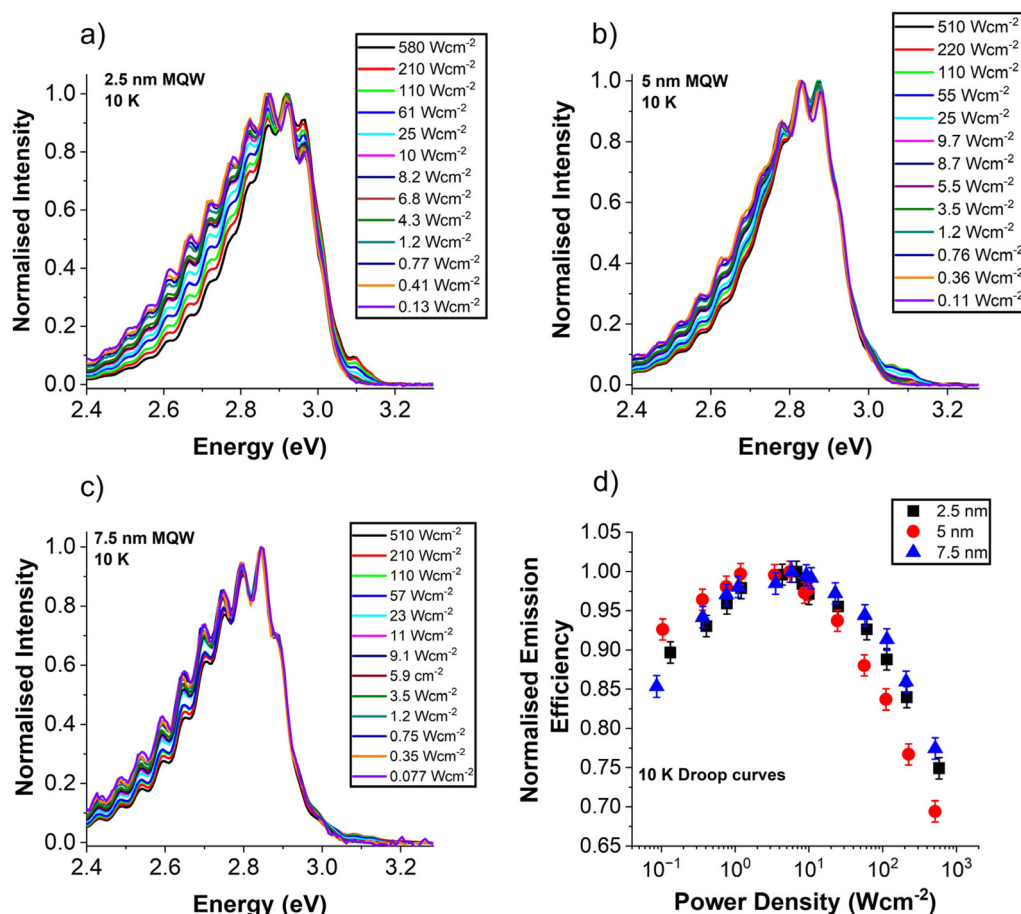 a)
2.5 nm MQW
10 K
580 Wcm-2
210 Wcm-2
110 Wcm-2
61 Wcm-2
25 Wcm-2
10 Wcm-2
8.2 Wcm-2
6.8 Wcm-2
4.3 Wcm-2
1.2 Wcm-2
0.77 Wcm-2
0.41 Wcm-2
0.13 Wcm-2
Normalised Intensity
1.0
0.8
0.6
0.4
0.2
0.0
2.4 2.6 2.8 3.0 3.2
Energy (eV)
b)
5 nm MQW
10 K
510 Wcm-2
220 Wcm-2
110 Wcm-2
55 Wcm-2
25 Wcm-2
9.7 Wcm-2
8.7 Wcm-2
5.5 Wcm-2
3.5 Wcm-2
1.2 Wcm-2
0.76 Wcm-2
0.36 Wcm-2
0.11 Wcm-2
Normalised Intensity
1.0
0.8
0.6
0.4
0.2
0.0
2.4 2.6 2.8 3.0 3.2
Energy (eV)
c)
7.5 nm MQW
10 K
510 Wcm-2
210 Wcm-2
110 Wcm-2
57 Wcm-2
23 Wcm-2
11 Wcm-2
9.1 Wcm-2
5.9 cm-2
3.5 Wcm-2
1.2 Wcm-2
0.75 Wcm-2
0.35 Wcm-2
0.077 Wcm-2
Normalised Intensity
1.0
0.8
0.6
0.4
0.2
0.0
2.4 2.6 2.8 3.0 3.2
Energy (eV)
d)
2.5 nm
5 nm
7.5 nm
Normalised Emission
Efficiency
1.05
1.00
0.95
0.90
0.85
0.80
0.75
0.70
0.65
10 K Droop curves
10-1 100 101 102 103
Power Density (Wcm-2)